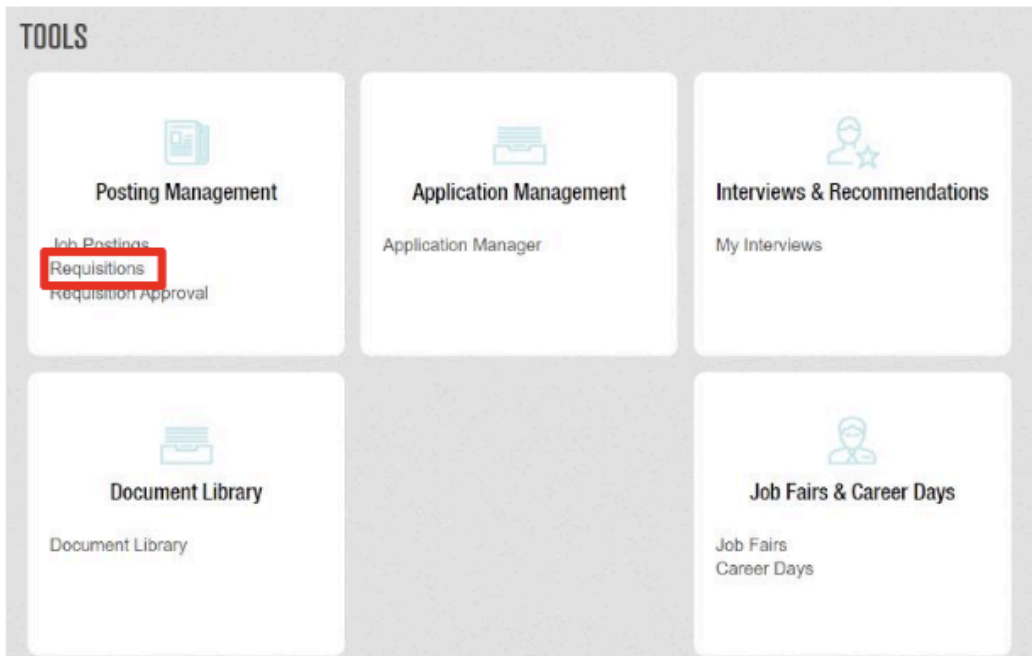 TOOLS
Posting Management
Job Postings
Requisitions
Requisition Approval
Application Management
Application Manager
Interviews & Recommendations
My Interviews
Document Library
Document Library
Job Fairs & Career Days
Job Fairs
Career Days